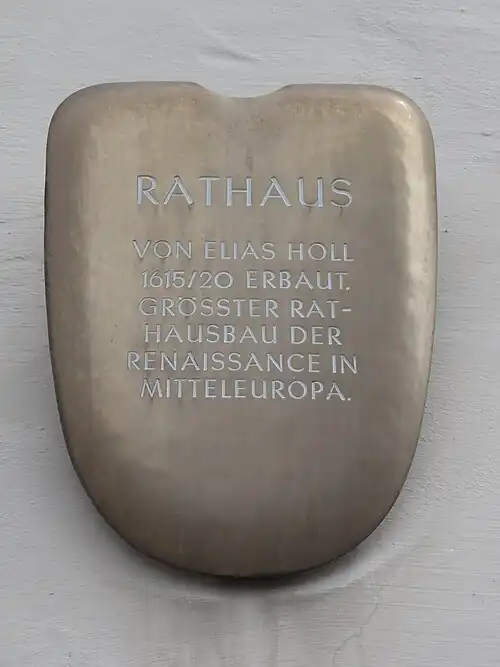 RATHAUS
VON ELIAS HOLL
1615/20 ERBAUT.
GRÖSSTER RAT-
HAUSBAU DER
RENAISSANCE IN
MITTELEUROPA.